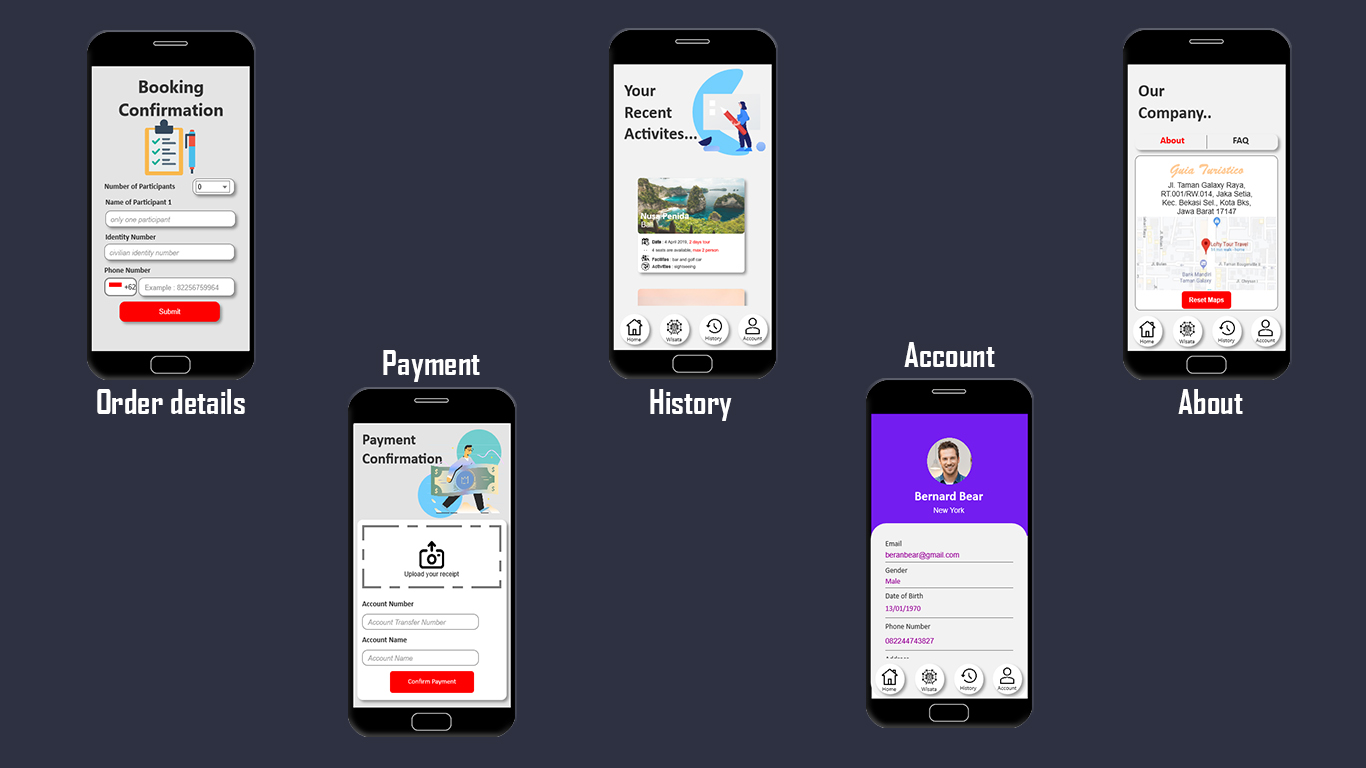 Booking
Confirmation
Number of Participants
0
Name of Participant 1
only one participant
Identity Number
civilian identity number
Phone Number
+62
Example : 82256759964
Submit
Order details
Payment
Payment
Confirmation
Upload your receipt
Account Number
Account Transfer Number
Account Name
Account Name
Confirm Payment
Your
Recent
Activites...
Nusa Penida
Bali
Date : 4 April 2019, 2 days tour.
4 seats are available, max 2 person.
Facilities : bus and golf car
Activities : sightseeing
Home
Wisata
History
Account
History
Account
Bernard Bear
New York
Email
beranbear@gmail.com
Gender
Male
Date of Birth
13/01/1970
Phone Number
082244743827
Home
Wisata
History
Account
Our
Company..
About
FAQ
Guia Turistico
Jl. Taman Galaxy Raya,
RT.001/RW.014, Jaka Setia,
Kec. Bekasi Sel., Kota Bks,
Jawa Barat 17147
Lofty Tour Travel
Bank Mandiri
Taman Galaxy
Reset Maps
Home
Wisata
History
Account
About